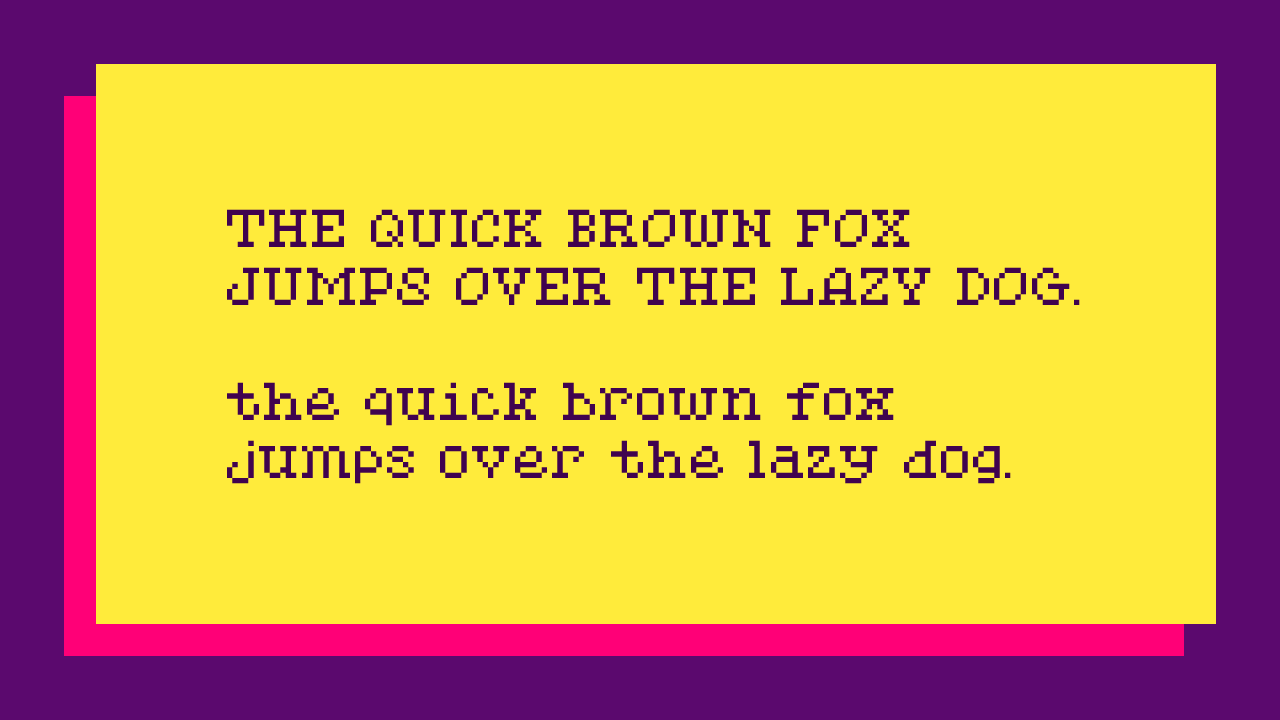 THE QUICK BROWN FOX
JUMPS OVER THE LAZY DOG.
the quick brown fox
jumps over the lazy dog.